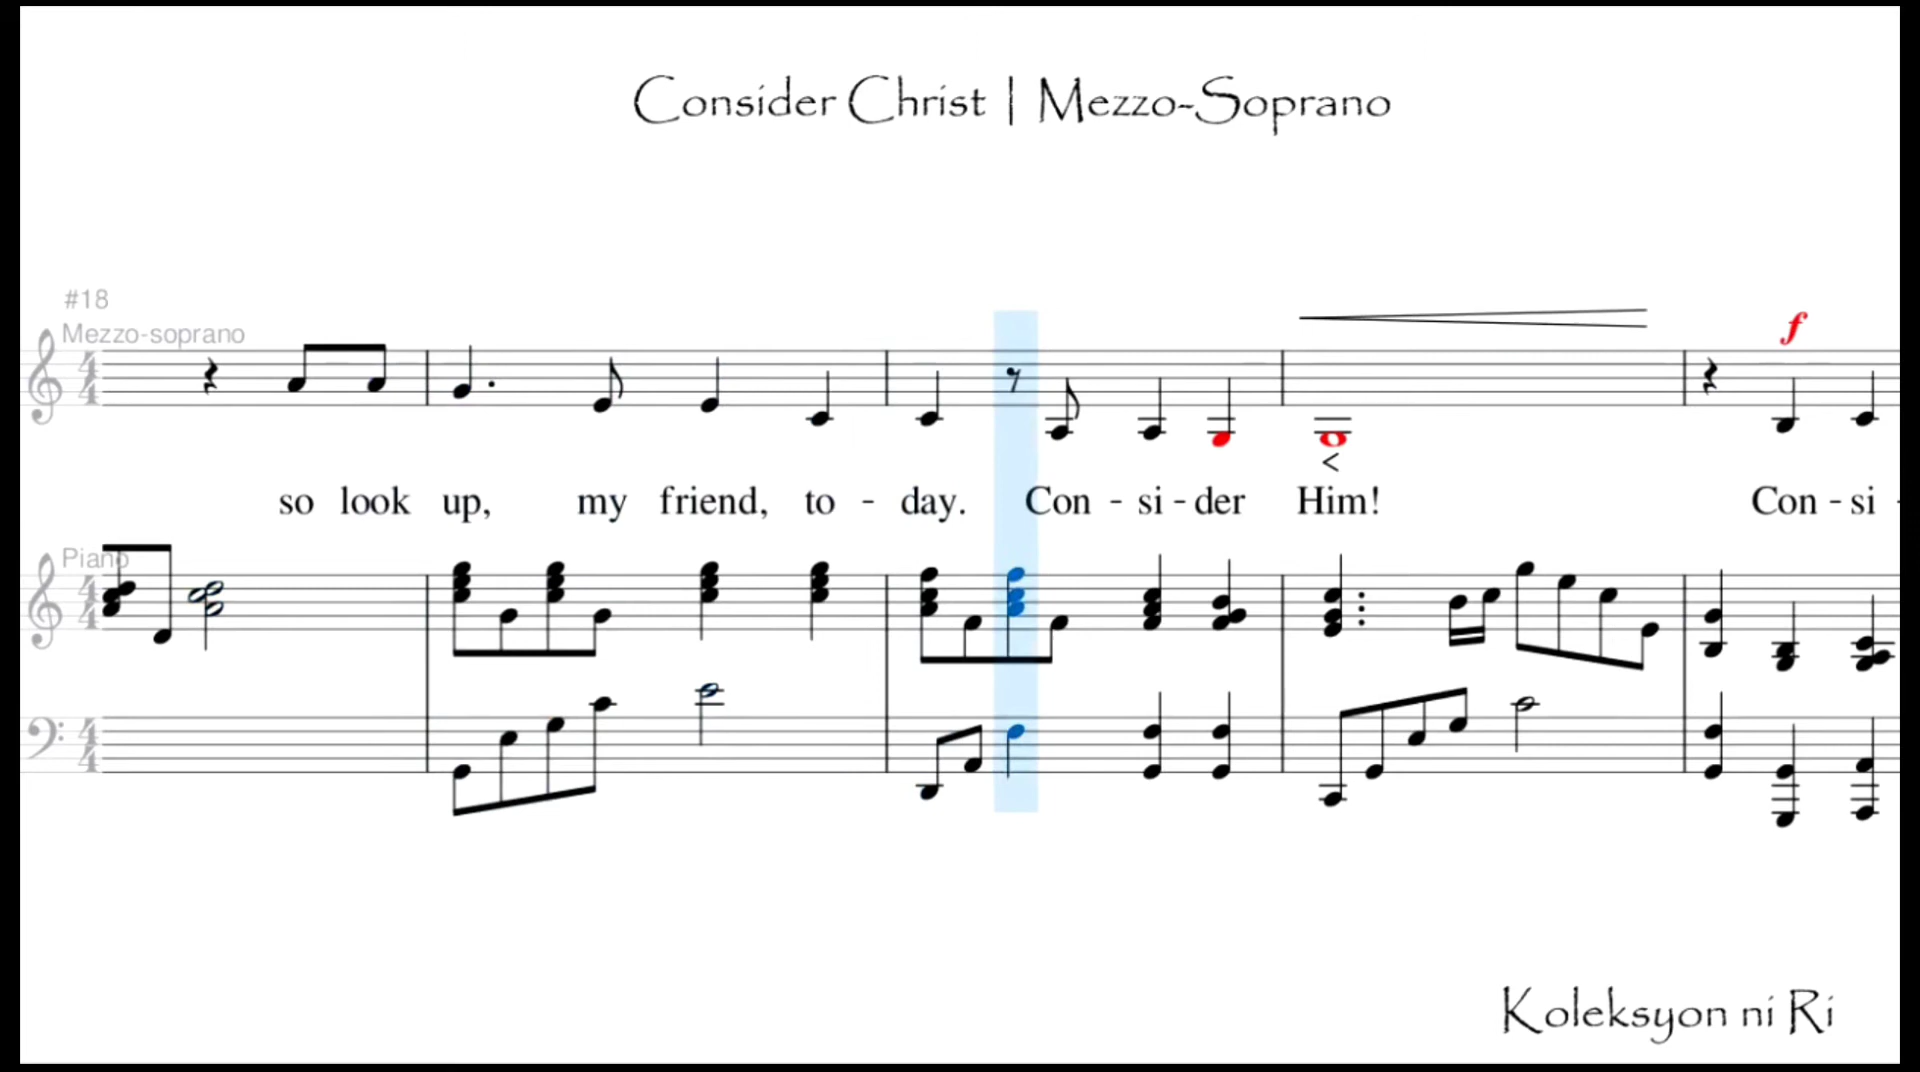 Consider Christ | Mezzo-Soprano
#18
Mezzo-soprano
f
so look up, my friend, to - day. Con - si - der Him! Con - si -
Piano
Koleksyon ni Ri